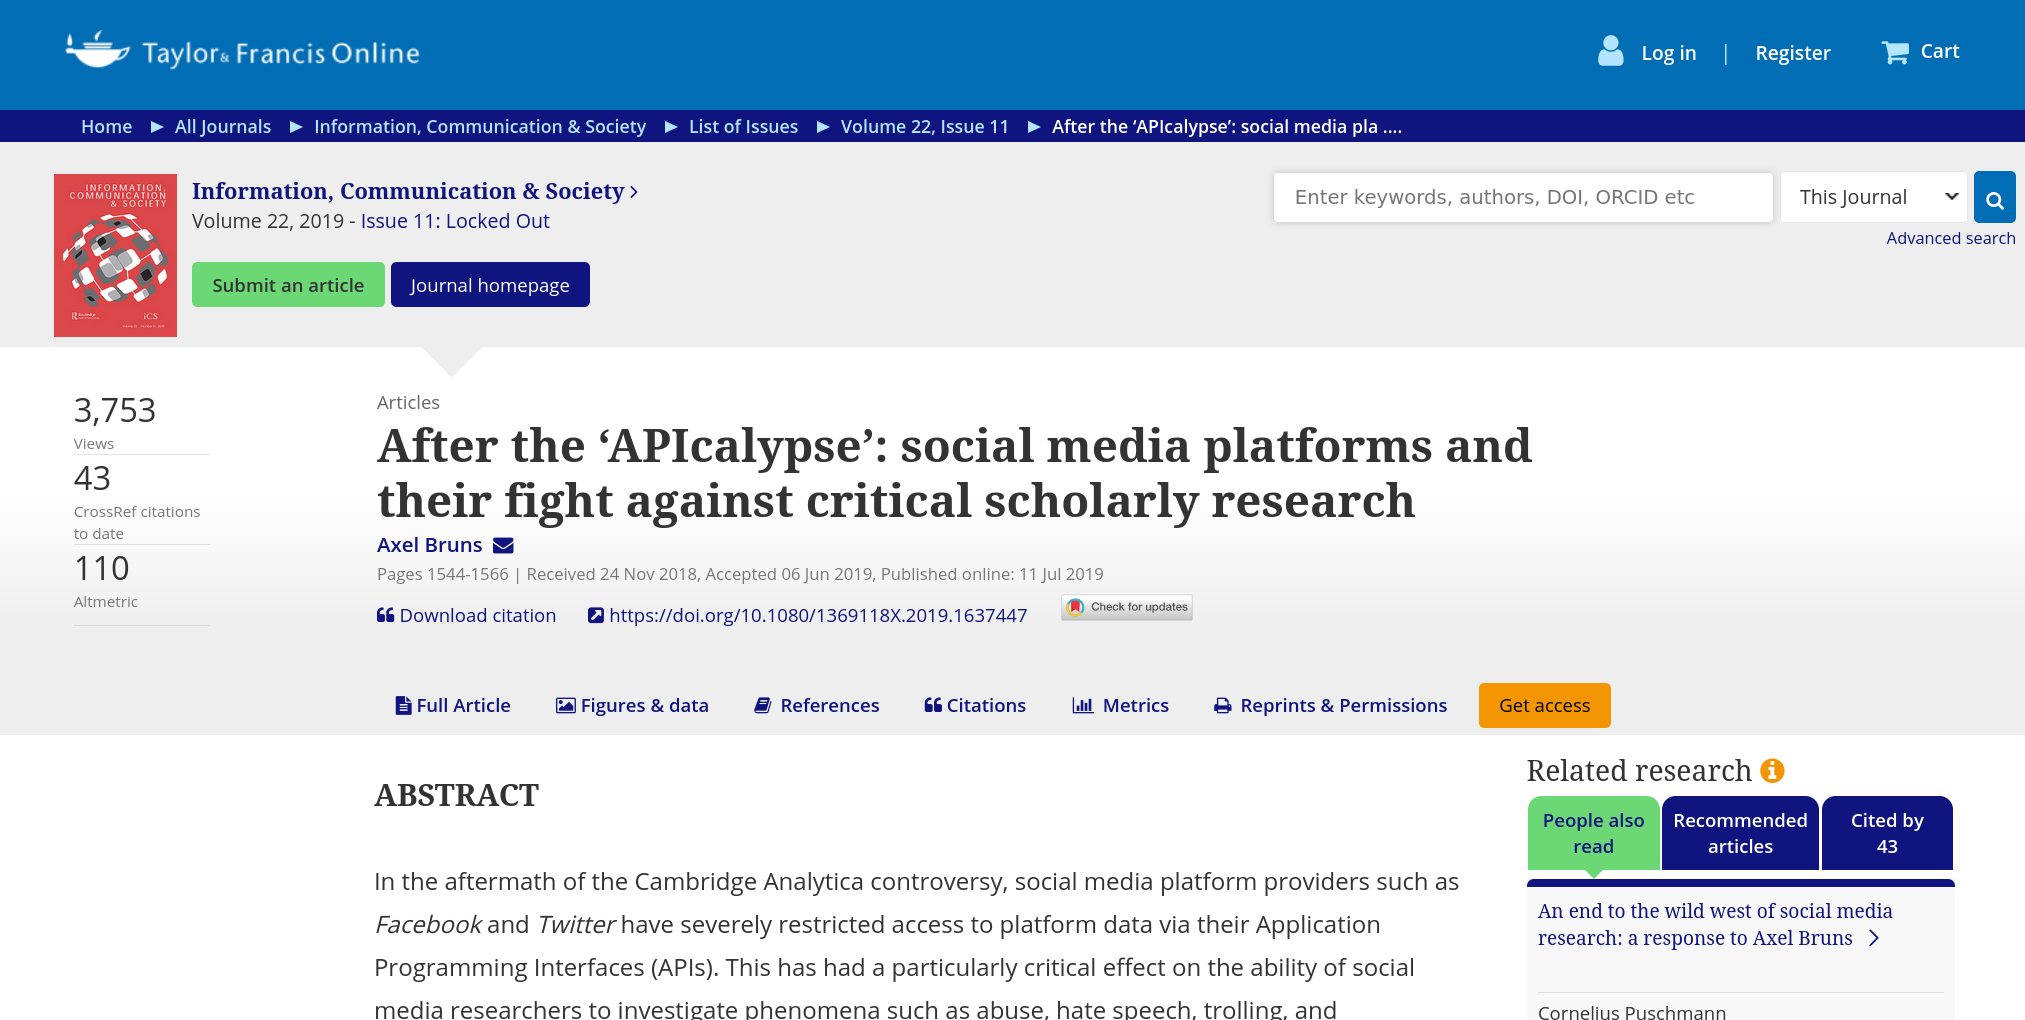 Taylor & Francis Online
Log in | Register
Cart
Home ▶ All Journals ▶ Information, Communication & Society ▶ List of Issues ▶ Volume 22, Issue 11 ▶ After the ‘APIcalypse’: social media pla ....
INFORMATION,
COMMUNICATION
& SOCIETY
Routledge
iCS
Information, Communication & Society ›
Volume 22, 2019 - Issue 11: Locked Out
Submit an article
Journal homepage
Enter keywords, authors, DOI, ORCID etc
This Journal
Advanced search
3,753
Views
43
CrossRef citations
to date
110
Altmetric
Articles
After the ‘APIcalypse’: social media platforms and
their fight against critical scholarly research
Axel Bruns
Pages 1544-1566 | Received 24 Nov 2018, Accepted 06 Jun 2019, Published online: 11 Jul 2019
Download citation
https://doi.org/10.1080/1369118X.2019.1637447
Check for updates
Full Article
Figures & data
References
Citations
Metrics
Reprints & Permissions
Get access
ABSTRACT
In the aftermath of the Cambridge Analytica controversy, social media platform providers such as
Facebook and Twitter have severely restricted access to platform data via their Application
Programming Interfaces (APIs). This has had a particularly critical effect on the ability of social
media researchers to investigate phenomena such as abuse, hate speech, trolling, and
Related research
People also
read
Recommended
articles
Cited by
43
An end to the wild west of social media
research: a response to Axel Bruns
Cornelius Puschmann